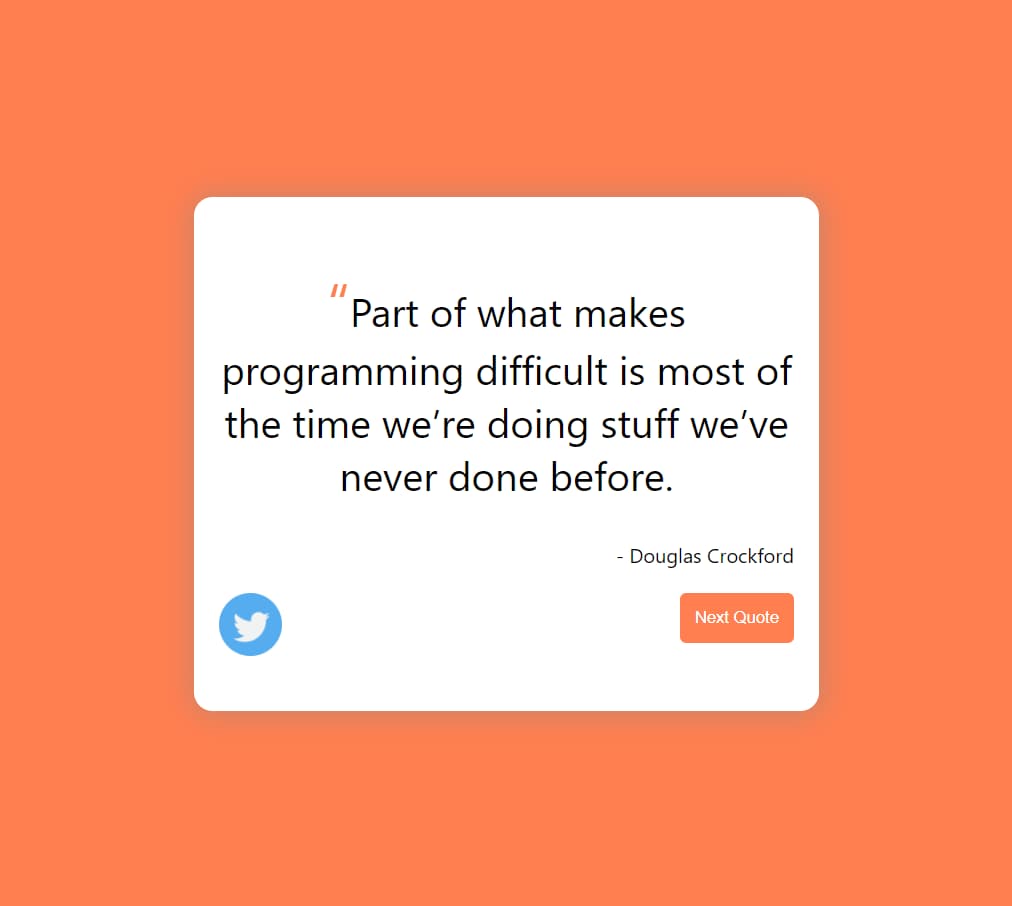 “Part of what makes
programming difficult is most of
the time we’re doing stuff we’ve
never done before.
- Douglas Crockford
Next Quote